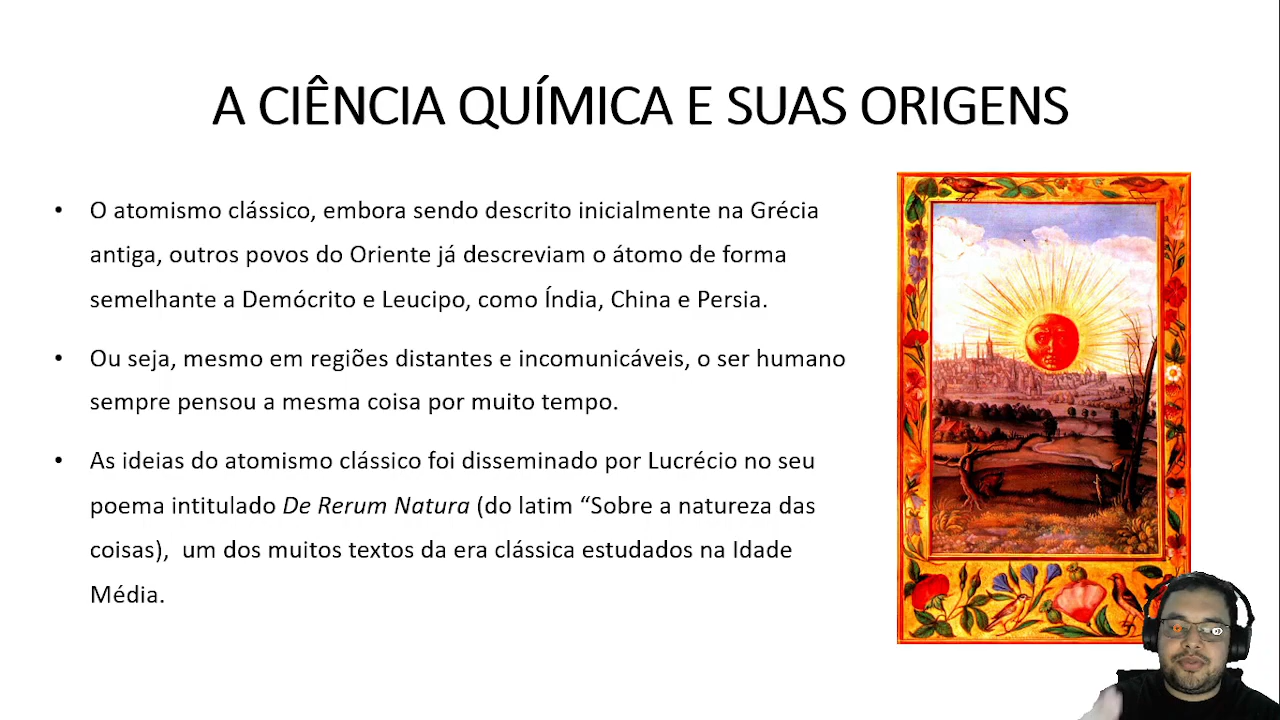 A CIÊNCIA QUÍMICA E SUAS ORIGENS
• O atomismo clássico, embora sendo descrito inicialmente na Grécia
antiga, outros povos do Oriente já descreviam o átomo de forma
semelhante a Demócrito e Leucipo, como Índia, China e Persia.
• Ou seja, mesmo em regiões distantes e incomunicáveis, o ser humano
sempre pensou a mesma coisa por muito tempo.
• As ideias do atomismo clássico foi disseminado por Lucrécio no seu
poema intitulado De Rerum Natura (do latim “Sobre a natureza das
coisas),  um dos muitos textos da era clássica estudados na Idade
Média.